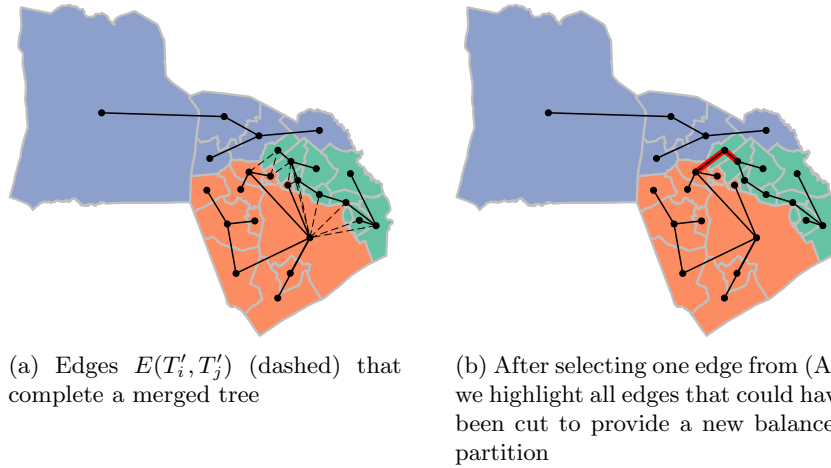 (a) Edges E(T′ᵢ, T′ⱼ) (dashed) that
complete a merged tree
(b) After selecting one edge from (A
we highlight all edges that could hav
been cut to provide a new balance
partition